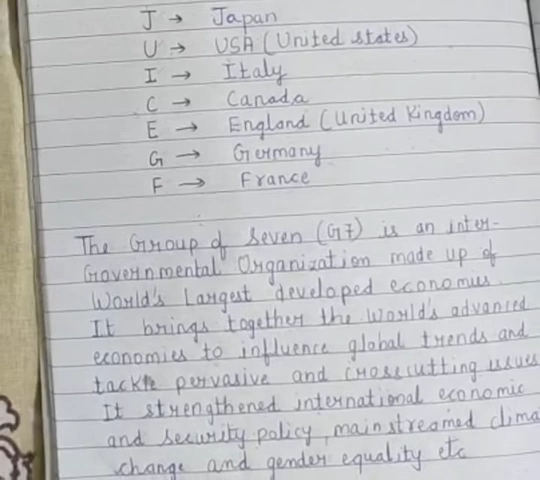 J → Japan
U → USA (United states)
I → Italy
C → Canada
E → England (United Kingdom)
G → Germany
F → France
The Group of Seven (G7) is an inter-
Governmental Organization made up of
World's Largest developed economies.
It brings together the World's advanced
economies to influence global trends and
tackle pervasive and crosscutting issues
It strengthened international economic
and security policy, mainstreamed clima
change and gender equality etc